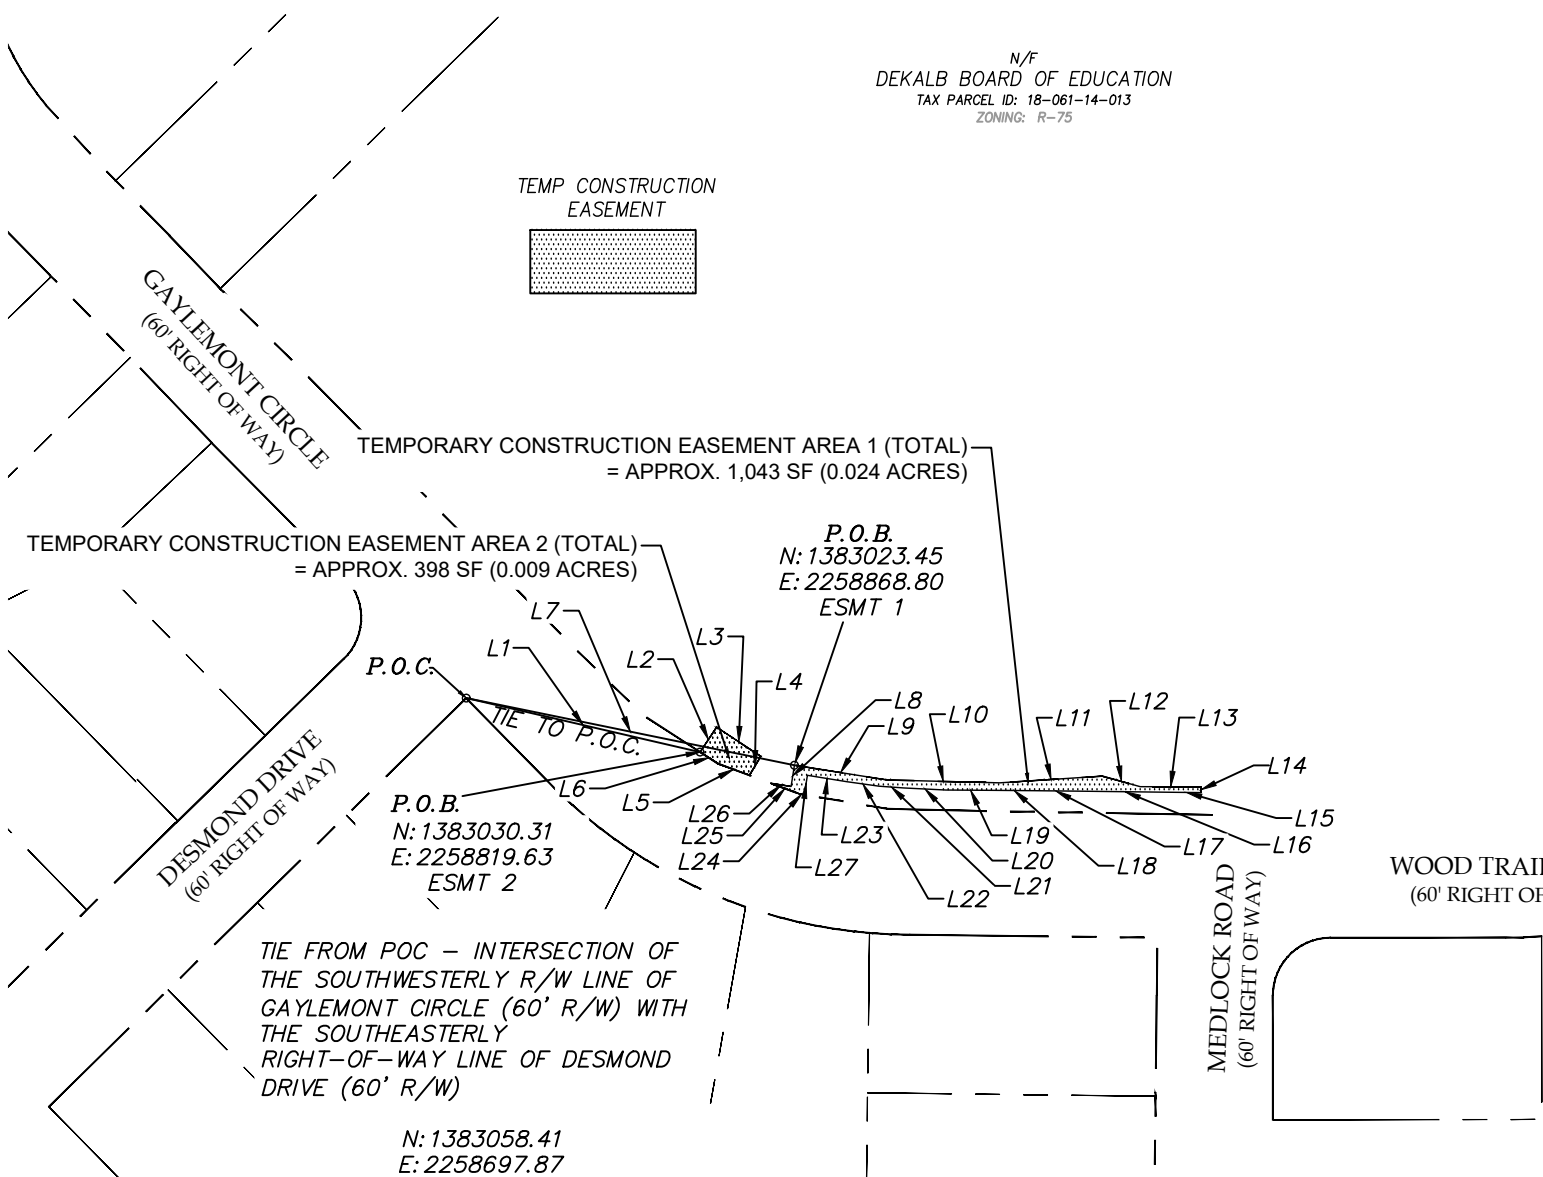 N/F
DEKALB BOARD OF EDUCATION
TAX PARCEL ID: 18-061-14-013
ZONING: R-75
TEMP CONSTRUCTION
EASEMENT
GAYLEMONT CIRCLE
(60' RIGHT OF WAY)
TEMPORARY CONSTRUCTION EASEMENT AREA 1 (TOTAL)
= APPROX. 1,043 SF (0.024 ACRES)
TEMPORARY CONSTRUCTION EASEMENT AREA 2 (TOTAL)
= APPROX. 398 SF (0.009 ACRES)
P.O.B.
N: 1383023.45
E: 2258868.80
ESMT 1
L7
L3
L1
L2
L4
P.O.C.
TIE TO P.O.C.
L8
L9
L10
L11
L12
L13
L14
L6
L5
L26
L25
L24
L27
L23
L22
L21
L20
L19
L18
L17
L16
L15
P.O.B.
N: 1383030.31
E: 2258819.63
ESMT 2
DESMOND DRIVE
(60' RIGHT OF WAY)
MEDLOCK ROAD
(60' RIGHT OF WAY)
WOOD TRAI
(60' RIGHT OF
TIE FROM POC – INTERSECTION OF
THE SOUTHWESTERLY R/W LINE OF
GAYLEMONT CIRCLE (60' R/W) WITH
THE SOUTHEASTERLY
RIGHT-OF-WAY LINE OF DESMOND
DRIVE (60' R/W)
N: 1383058.41
E: 2258697.87